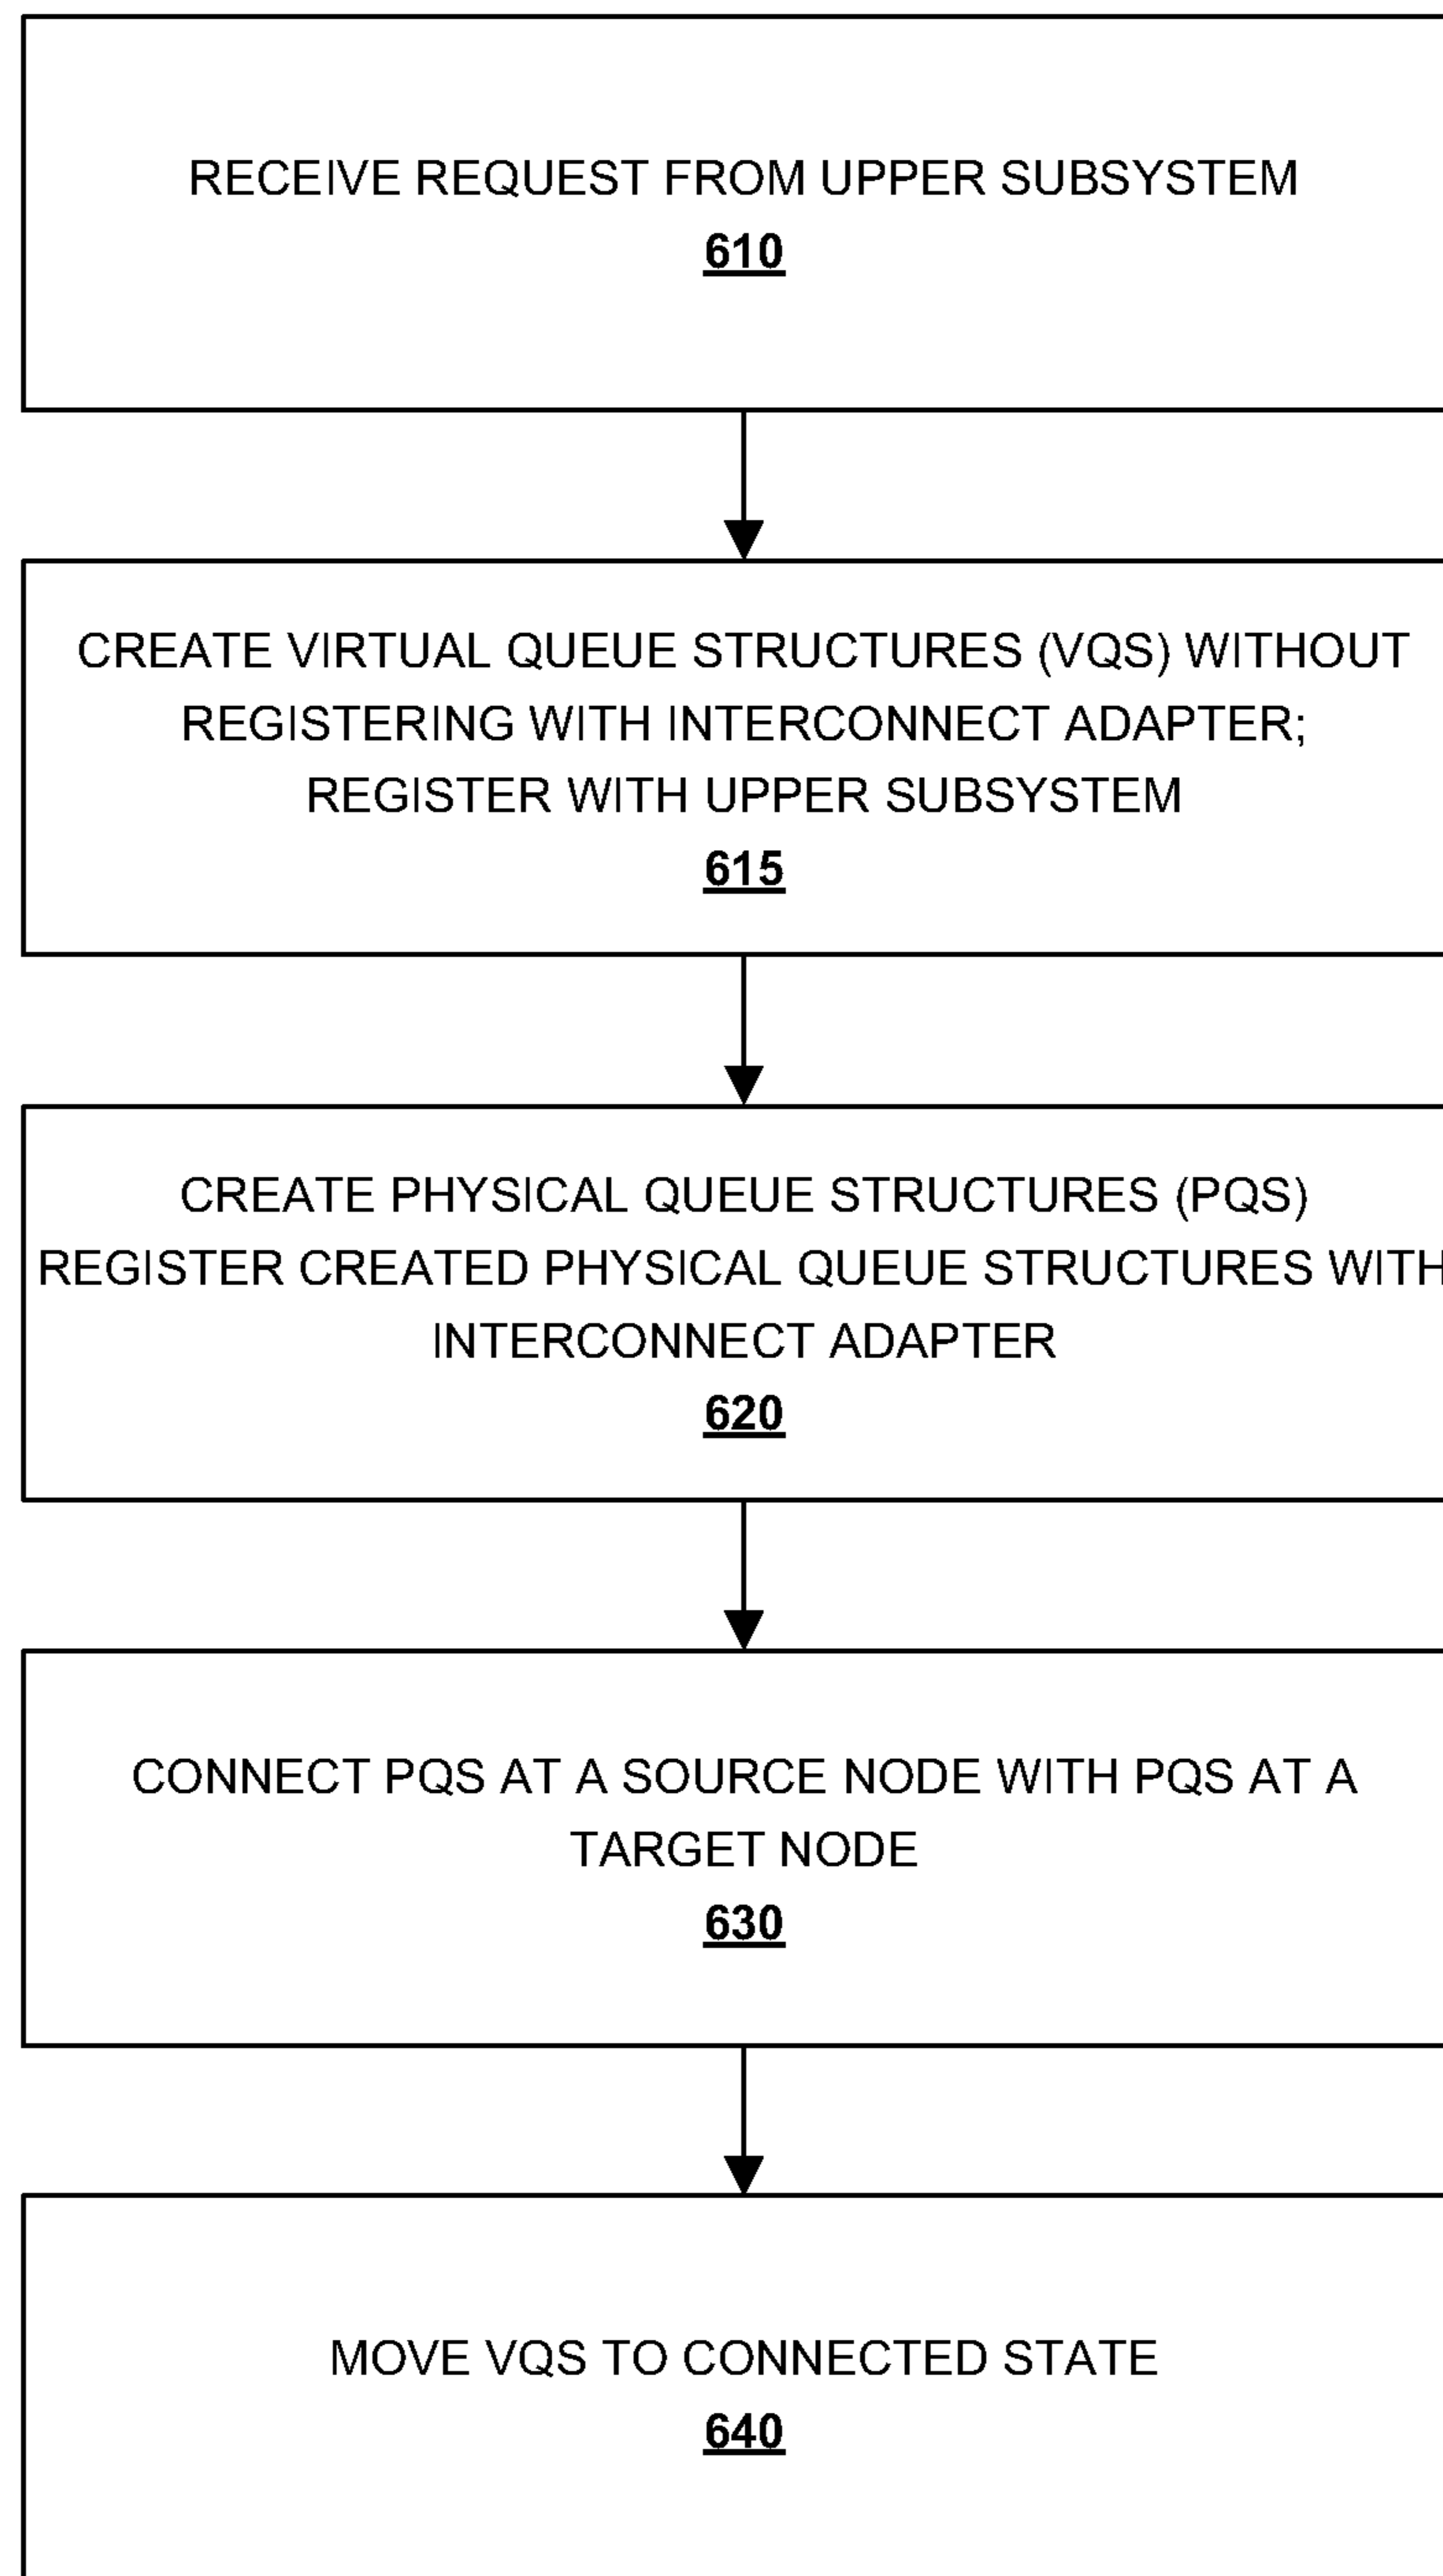 RECEIVE REQUEST FROM UPPER SUBSYSTEM
610
CREATE VIRTUAL QUEUE STRUCTURES (VQS) WITHOUT
REGISTERING WITH INTERCONNECT ADAPTER;
REGISTER WITH UPPER SUBSYSTEM
615
CREATE PHYSICAL QUEUE STRUCTURES (PQS)
REGISTER CREATED PHYSICAL QUEUE STRUCTURES WITH
INTERCONNECT ADAPTER
620
CONNECT PQS AT A SOURCE NODE WITH PQS AT A
TARGET NODE
630
MOVE VQS TO CONNECTED STATE
640